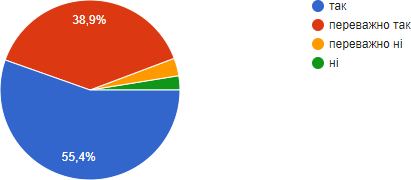 38,9%
55,4%
так
переважно так
переважно ні
ні